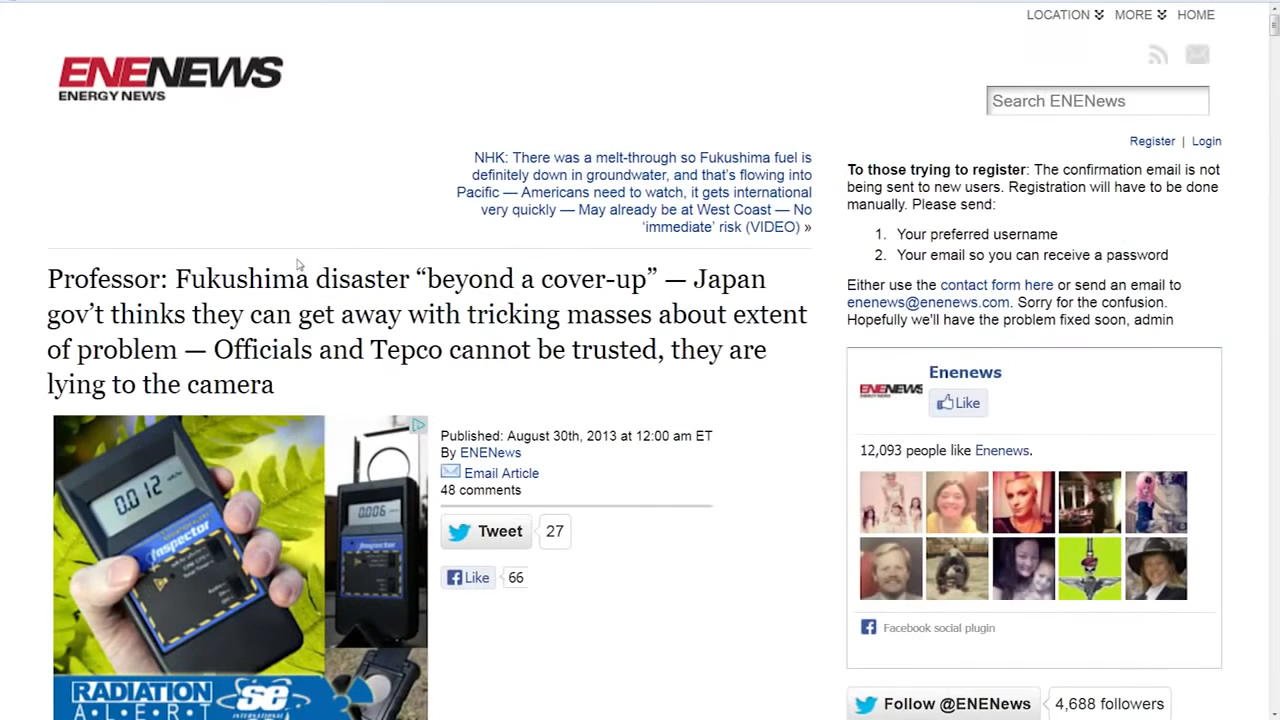 LOCATION MORE HOME
ENENEWS
ENERGY NEWS
Search ENENews
Register | Login
NHK: There was a melt-through so Fukushima fuel is
definitely down in groundwater, and that's flowing into
Pacific — Americans need to watch, it gets international
very quickly — May already be at West Coast — No
'immediate' risk (VIDEO) »
Professor: Fukushima disaster “beyond a cover-up” — Japan
gov't thinks they can get away with tricking masses about extent
of problem — Officials and Tepco cannot be trusted, they are
lying to the camera
0.012
Inspector
0.006
RADIATION
A·L·E·R·T
se
INTERNATIONAL
Published: August 30th, 2013 at 12:00 am ET
By ENENews
Email Article
48 comments
Tweet 27
Like 66
To those trying to register: The confirmation email is not
being sent to new users. Registration will have to be done
manually. Please send:
1. Your preferred username
2. Your email so you can receive a password
Either use the contact form here or send an email to
enenews@enenews.com. Sorry for the confusion.
Hopefully we'll have the problem fixed soon, admin
ENENEWS
Enenews
Like
12,093 people like Enenews.
Facebook social plugin
Follow @ENENews 4,688 followers